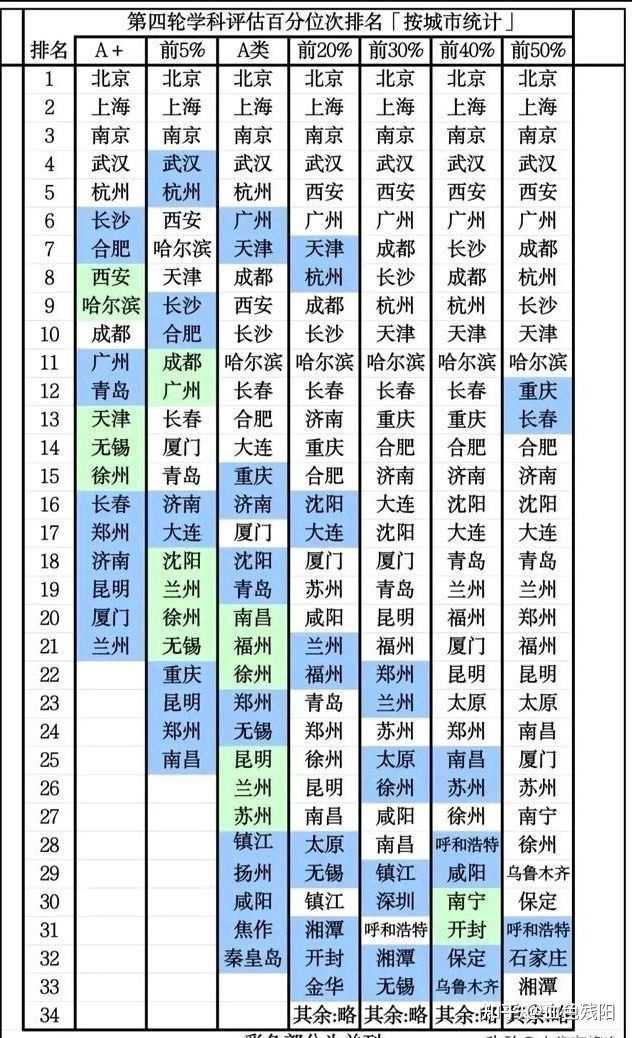 第四轮学科评估百分位次排名「按城市统计」
排名 A+ 前5% A类 前20% 前30% 前40% 前50%
1 北京 北京 北京 北京 北京 北京 北京
2 上海 上海 上海 上海 上海 上海 上海
3 南京 南京 南京 南京 南京 南京 南京
4 武汉 武汉 武汉 武汉 武汉 武汉 武汉
5 杭州 杭州 杭州 西安 西安 西安 西安
6 长沙 西安 广州 广州 广州 广州 广州
7 合肥 哈尔滨 天津 天津 成都 长沙 成都
8 西安 天津 成都 杭州 长沙 成都 杭州
9 哈尔滨 长沙 西安 成都 杭州 杭州 长沙
10 成都 合肥 长沙 长沙 天津 天津 天津
11 广州 成都 哈尔滨 哈尔滨 哈尔滨 哈尔滨 哈尔滨
12 青岛 广州 长春 长春 长春 长春 重庆
13 天津 长春 合肥 济南 重庆 重庆 长春
14 无锡 厦门 大连 重庆 合肥 合肥 合肥
15 徐州 青岛 重庆 合肥 济南 济南 济南
16 长春 济南 济南 沈阳 大连 沈阳 沈阳
17 郑州 大连 厦门 大连 沈阳 大连 大连
18 济南 沈阳 沈阳 厦门 厦门 青岛 青岛
19 昆明 兰州 青岛 苏州 青岛 兰州 兰州
20 厦门 徐州 南昌 咸阳 昆明 福州 郑州
21 兰州 无锡 福州 兰州 福州 厦门 福州
22 重庆 徐州 福州 郑州 昆明 昆明
23 昆明 郑州 青岛 兰州 太原 太原
24 郑州 无锡 郑州 苏州 郑州 南昌
25 南昌 昆明 徐州 太原 南昌 厦门
26 兰州 昆明 徐州 苏州 苏州
27 苏州 南昌 咸阳 徐州 南宁
28 镇江 太原 南昌 呼和浩特 徐州
29 扬州 无锡 镇江 咸阳 乌鲁木齐
30 咸阳 镇江 深圳 南宁 保定
31 焦作 湘潭 呼和浩特 开封 呼和浩特
32 秦皇岛 开封 湘潭 保定 石家庄
33 金华 无锡 乌鲁木齐 湘潭
34 其余:略 其余:略 其余:略 其余:略